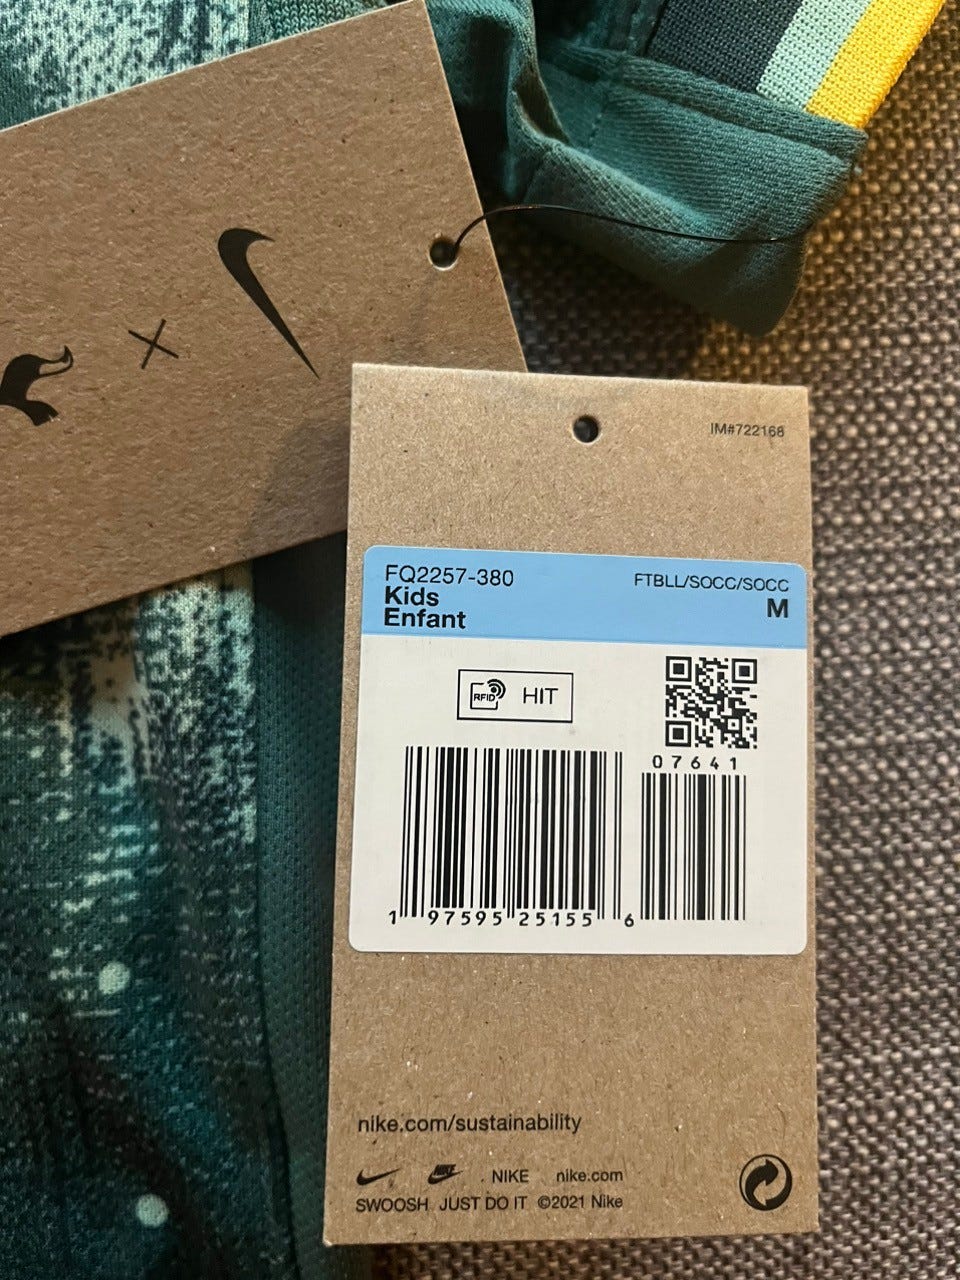 ×
IM#722168
FQ2257-380
FTBLL/SOCC/SOCC
Kids
M
Enfant
RFID HIT
07641
1 97595 25155 6
nike.com/sustainability
NIKE NIKE nike.com
SWOOSH JUST DO IT ©2021 Nike